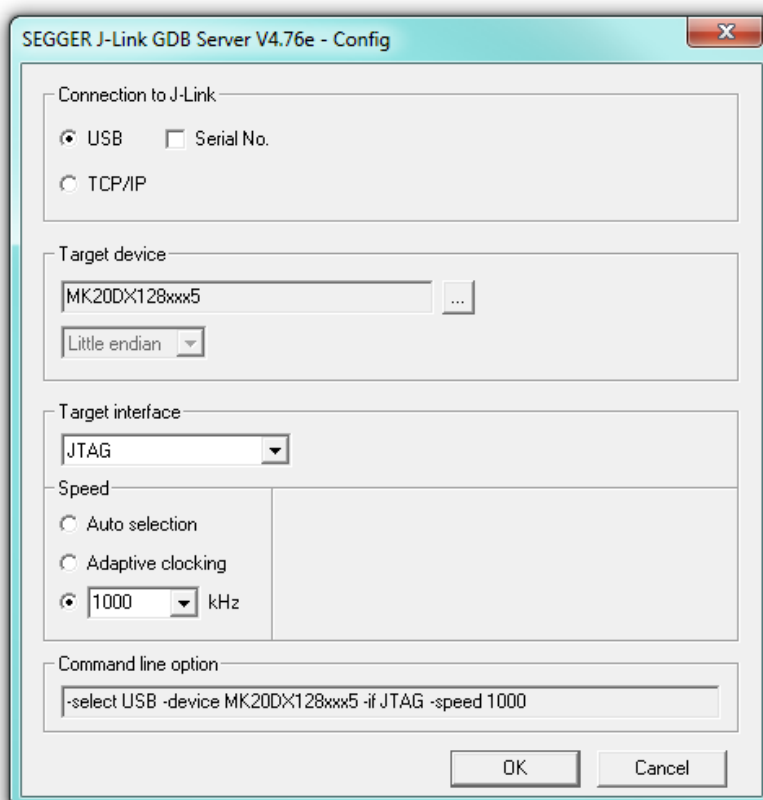 SEGGER J-Link GDB Server V4.76e - Config
Connection to J-Link
USB Serial No.
TCP/IP
Target device
MK20DX128xxx5 ...
Little endian
Target interface
JTAG
Speed
Auto selection
Adaptive clocking
1000 kHz
Command line option
-select USB -device MK20DX128xxx5 -if JTAG -speed 1000
OK Cancel